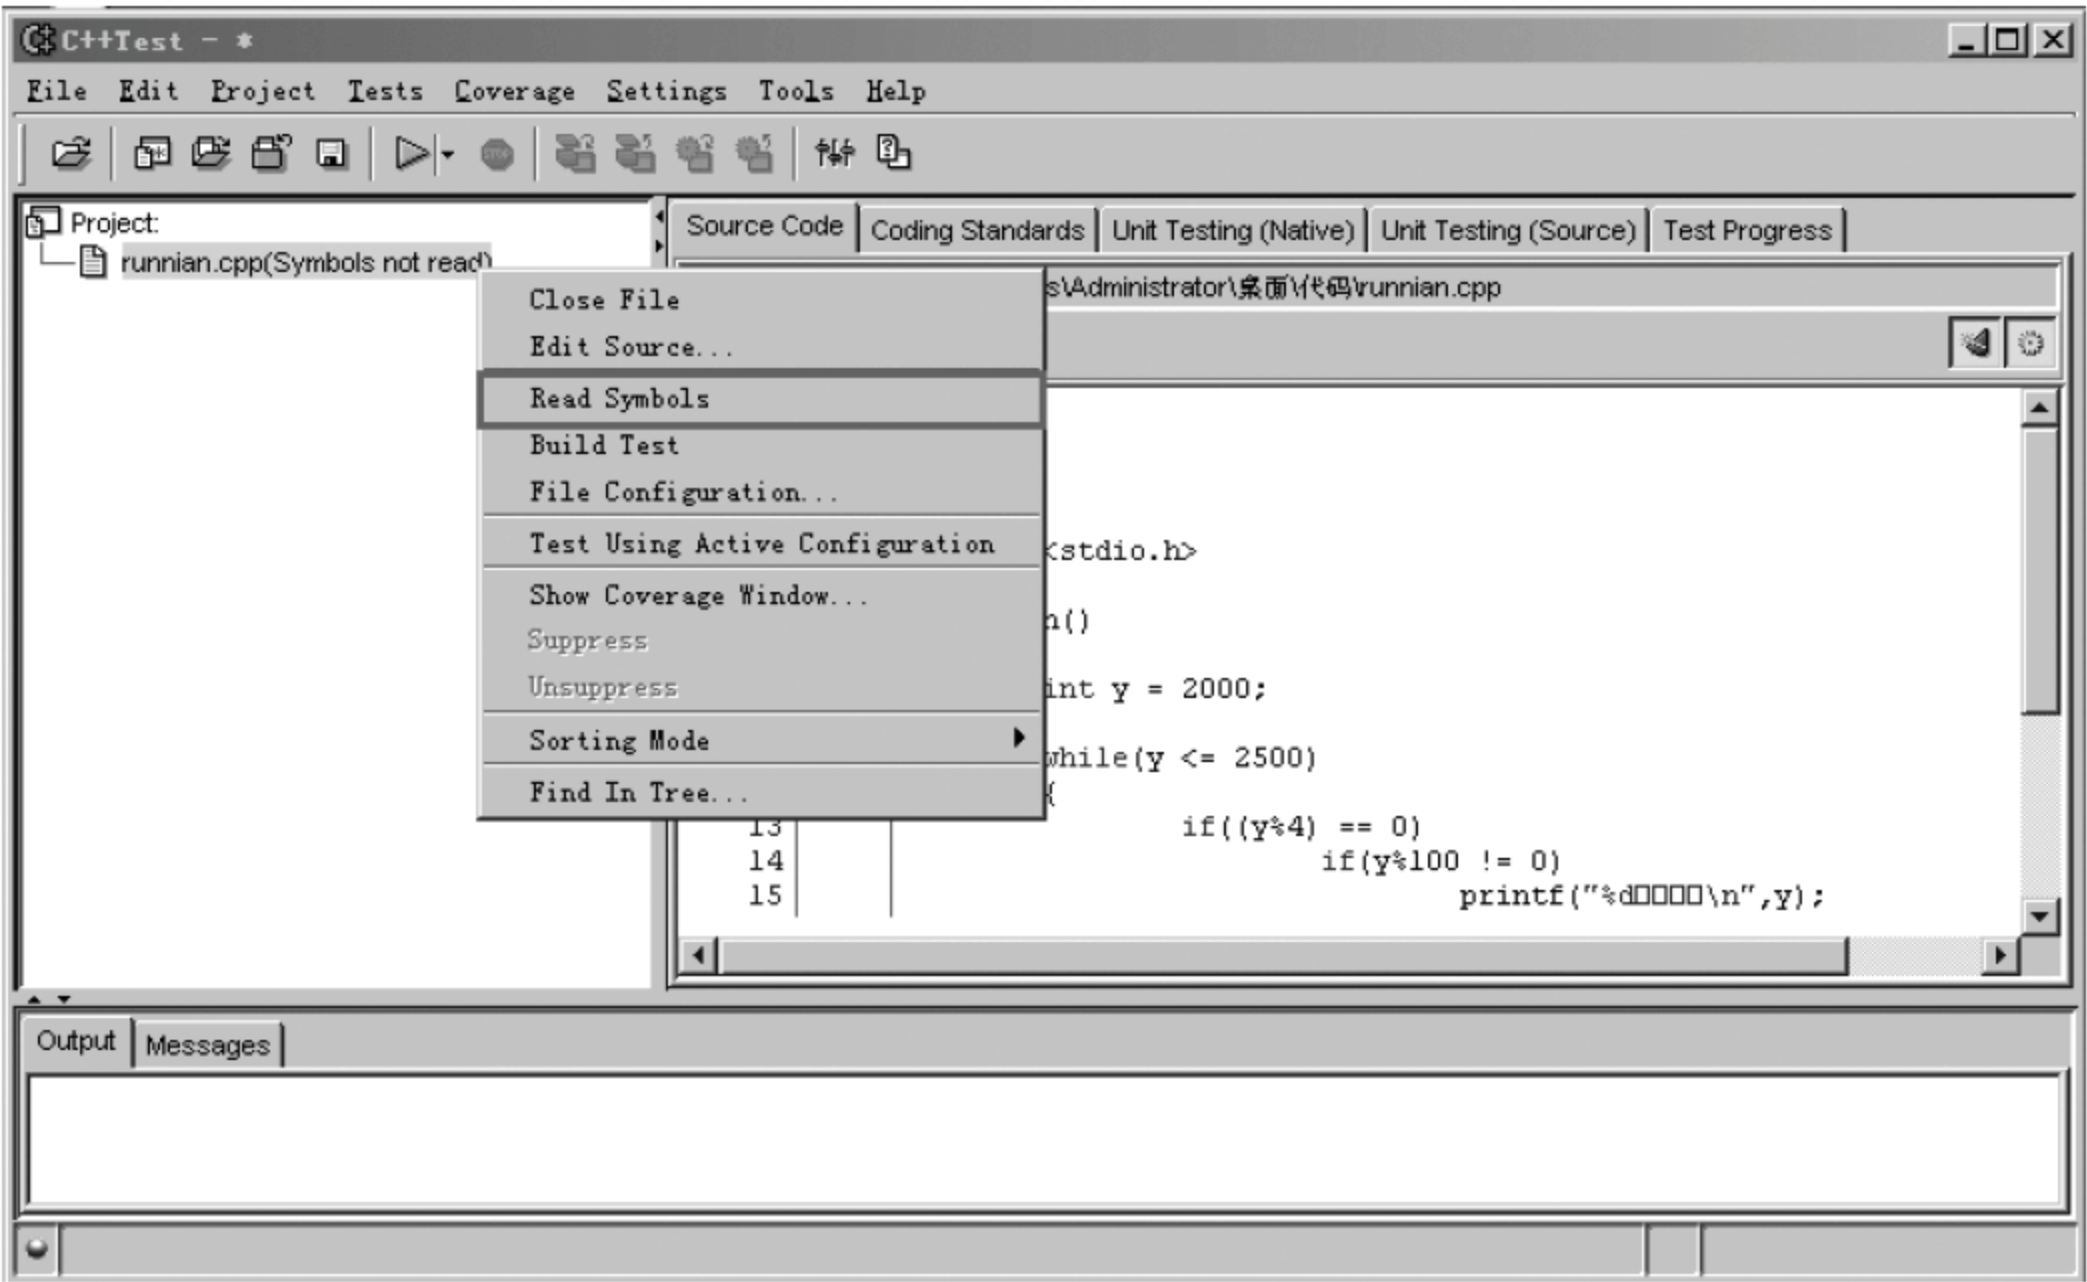 C++Test - *
File Edit Project Tests Coverage Settings Tools Help
Project:
runnian.cpp(Symbols not read)
Source Code Coding Standards Unit Testing (Native) Unit Testing (Source) Test Progress
s\Administrator\桌面\代码\runnian.cpp
Close File
Edit Source...
Read Symbols
Build Test
File Configuration...
Test Using Active Configuration
Show Coverage Window...
Suppress
Unsuppress
Sorting Mode
Find In Tree...
<stdio.h>
n()
int y = 2000;
while(y <= 2500)
{
13 if((y%4) == 0)
14 if(y%100 != 0)
15 printf("%d□□□□\n",y);
Output Messages